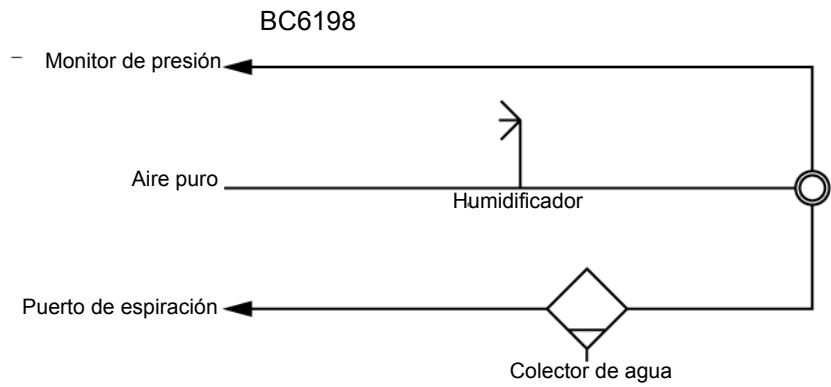 BC6198
Monitor de presión
Aire puro
Humidificador
Puerto de espiración
Colector de agua